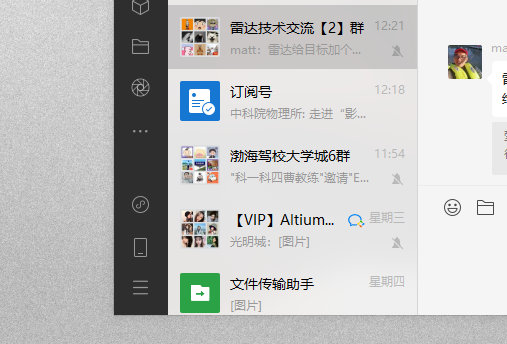 雷达技术交流【2】群 12:21
matt：雷达给目标加个...
订阅号 12:18
中科院物理所: 走进“影...
渤海驾校大学城6群 11:54
"科一科四曹教练"邀请"E...
【VIP】Altium... 星期三
光明城：[图片]
文件传输助手 星期四
[图片]
ma